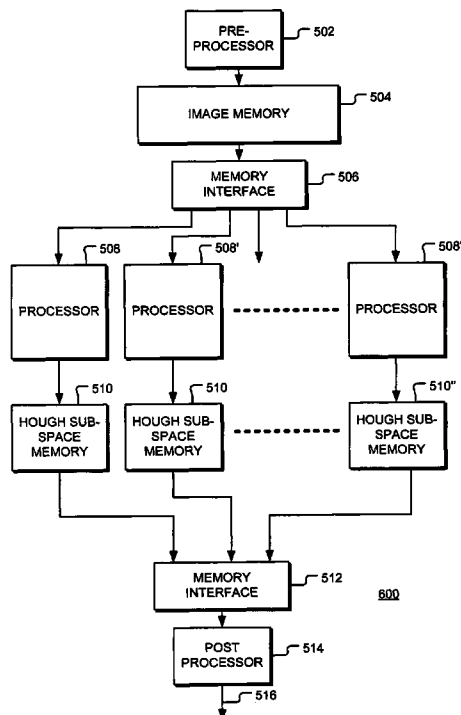 PRE-
PROCESSOR
502
IMAGE MEMORY
504
MEMORY
INTERFACE
506
508
508'
508'
PROCESSOR
PROCESSOR
PROCESSOR
510
510
510"
HOUGH SUB-
SPACE
MEMORY
HOUGH SUB-
SPACE
MEMORY
HOUGH SUB-
SPACE
MEMORY
MEMORY
INTERFACE
512
600
POST
PROCESSOR
514
516